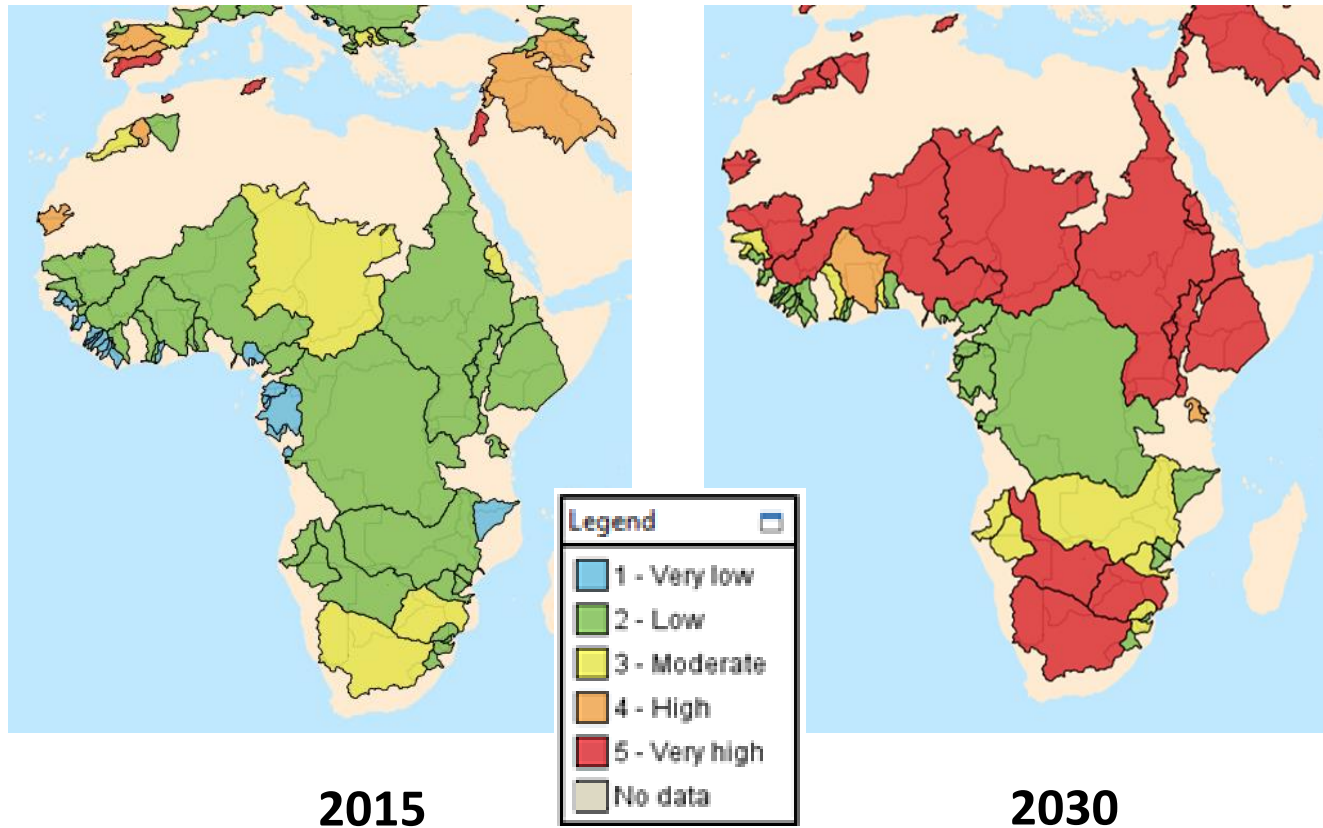 Legend
1 - Very low
2 - Low
3 - Moderate
4 - High
5 - Very high
No data
2015
2030